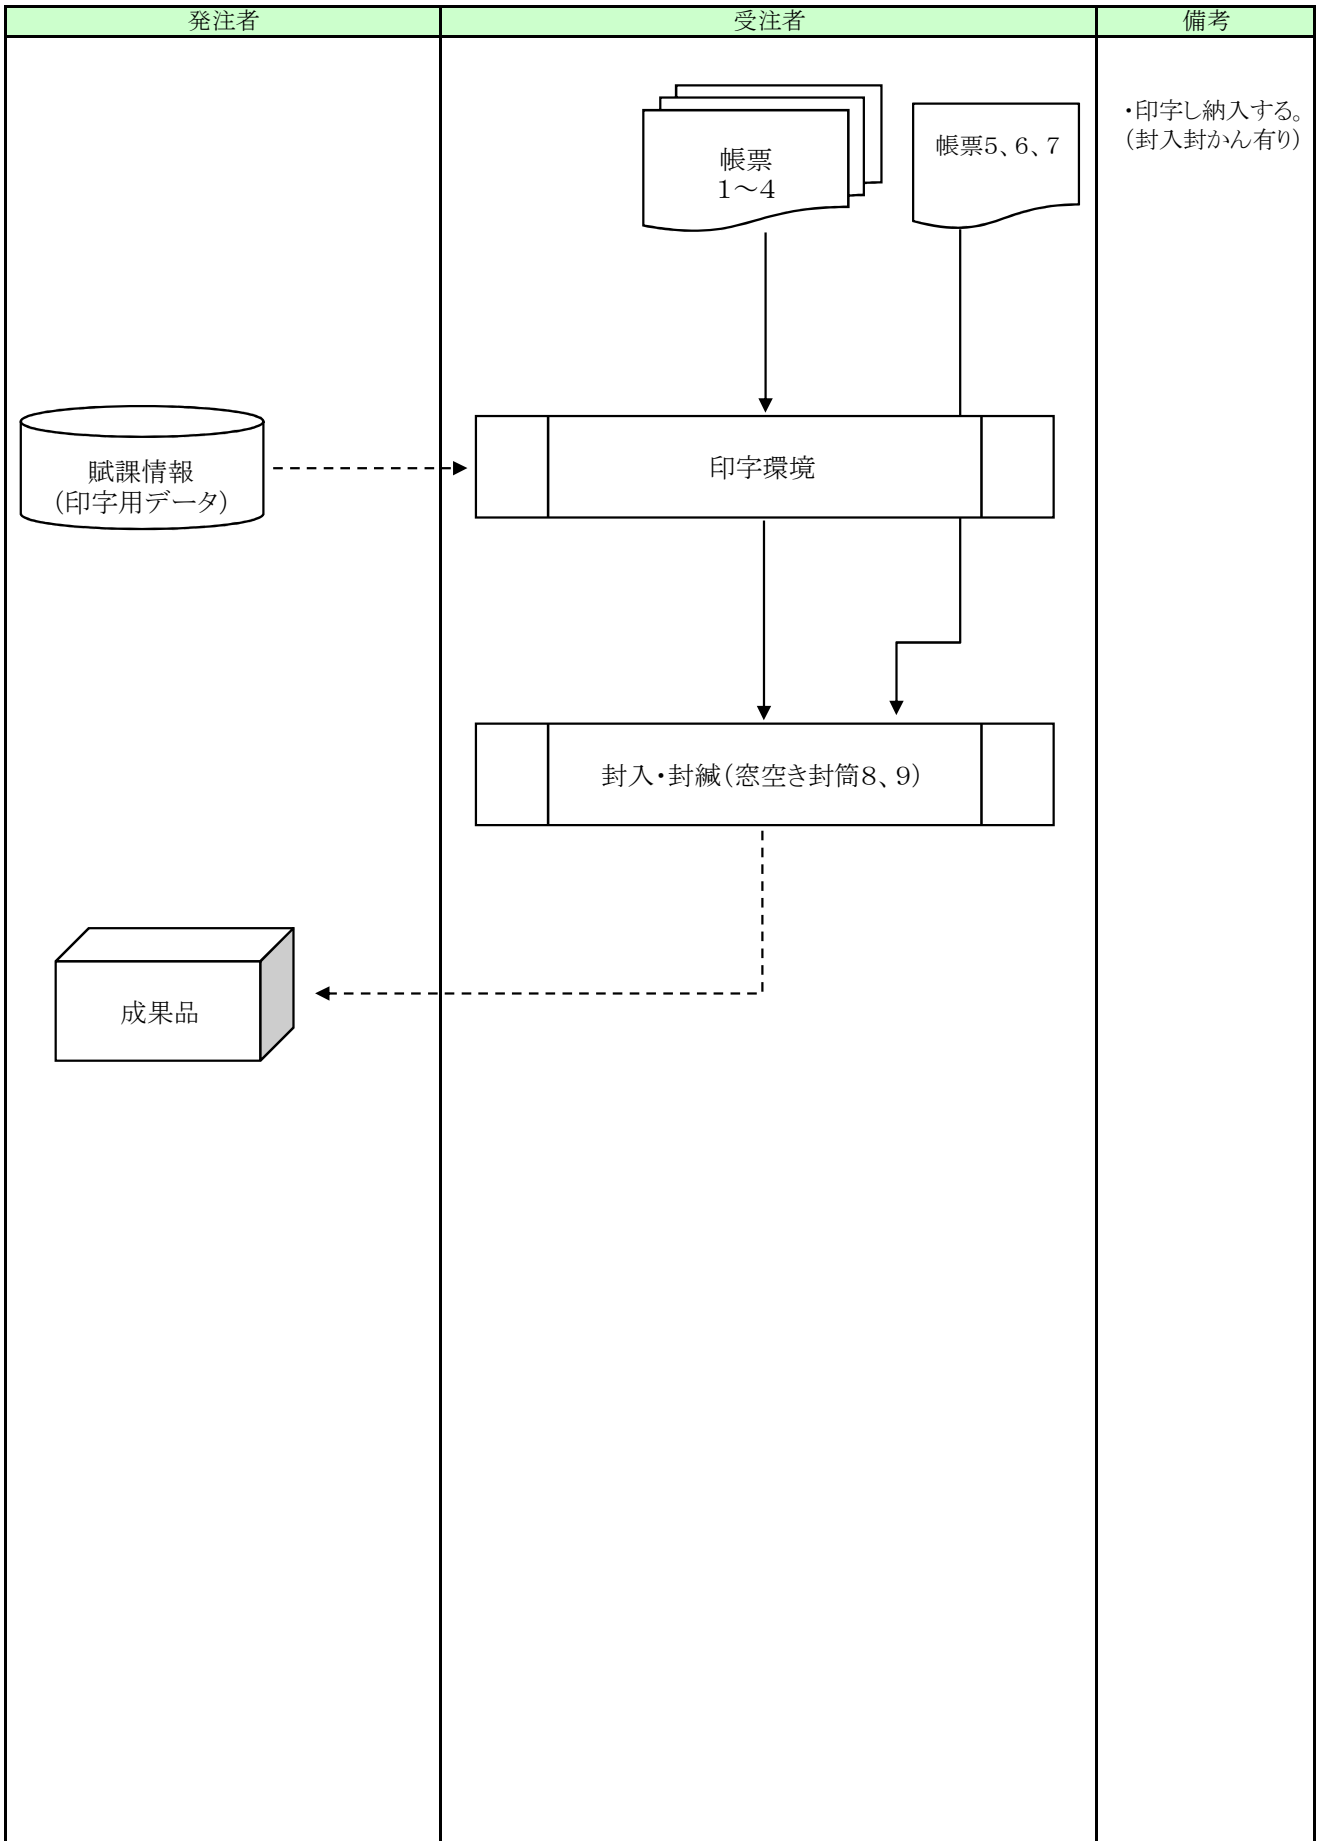 発注者
受注者
備考
・印字し納入する。
（封入封かん有り）
帳票
１～４
帳票５、６、７
賦課情報
（印字用データ）
印字環境
封入・封緘（窓空き封筒８、９）
成果品